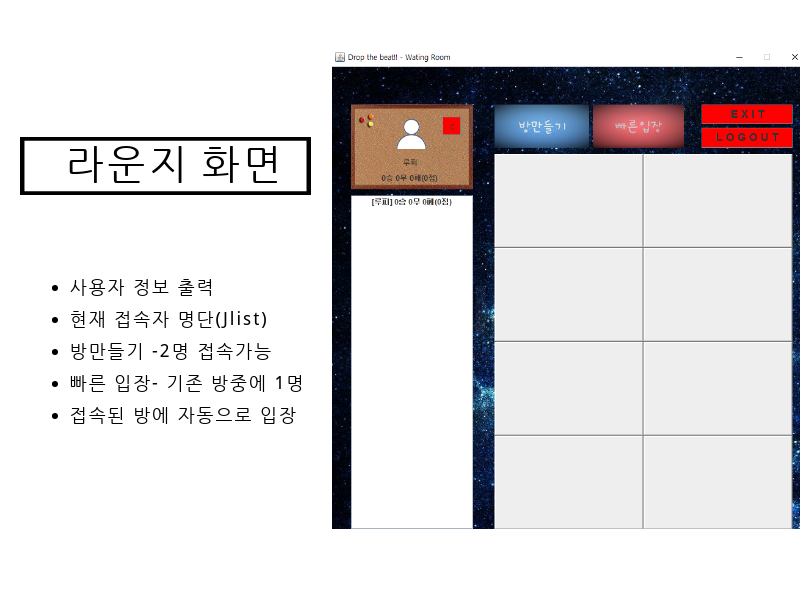 라운지 화면
사용자 정보 출력
현재 접속자 명단(Jlist)
방만들기 -2명 접속가능
빠른 입장- 기존 방중에 1명
접속된 방에 자동으로 입장
Drop the beat!! - Wating Room
루피
0승 0무 0패(0점)
[루피] 0승 0무 0패(0점)
방만들기
빠른입장
EXIT
LOGOUT